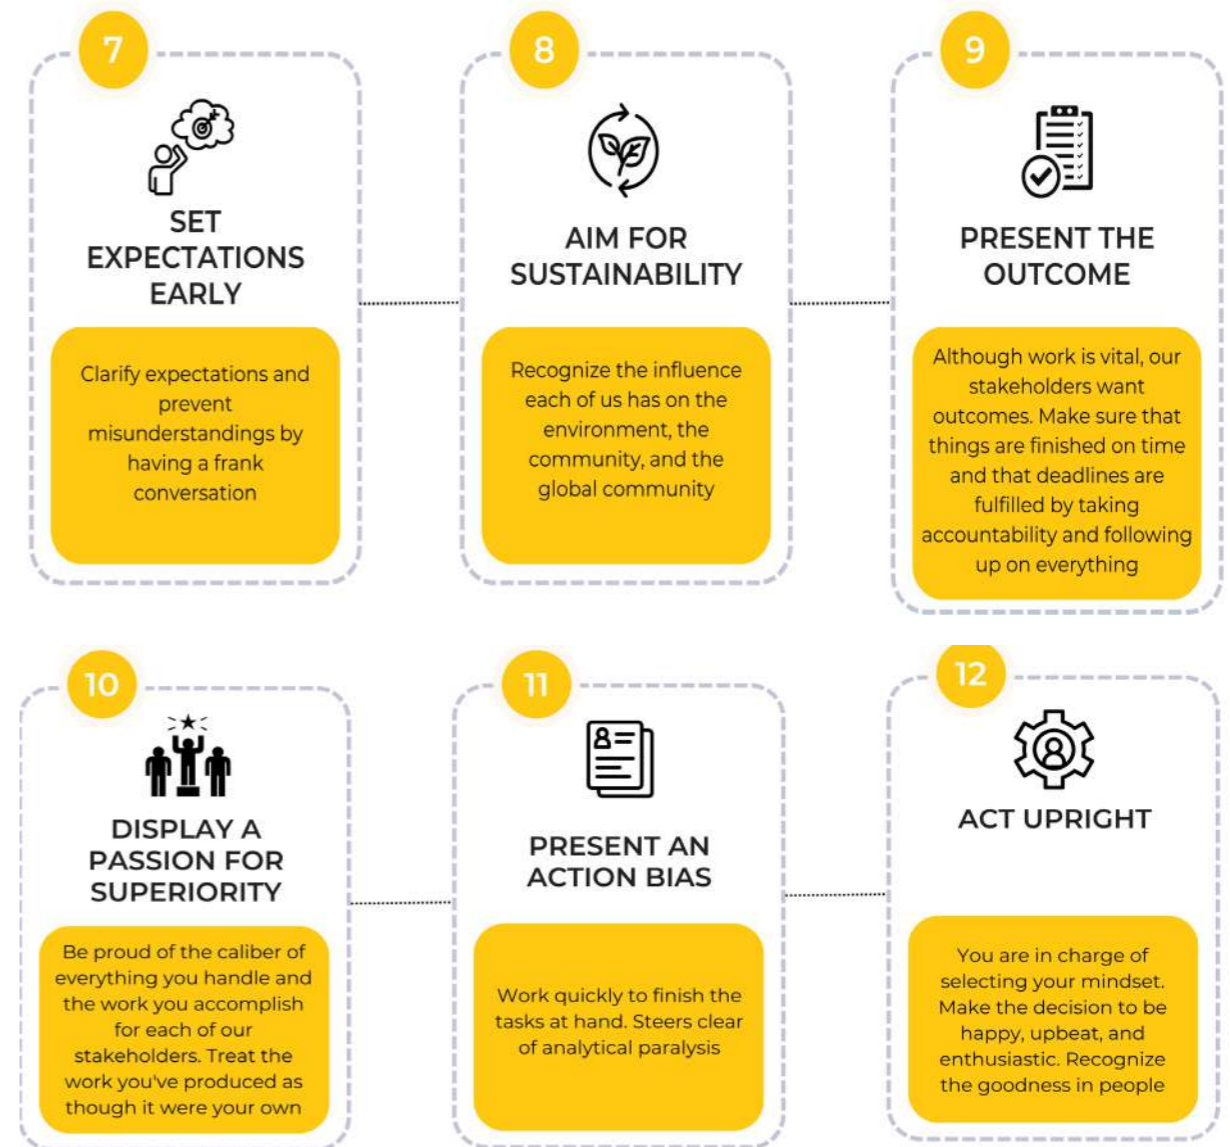 7
SET
EXPECTATIONS
EARLY
Clarify expectations and
prevent
misunderstandings by
having a frank
conversation
8
AIM FOR
SUSTAINABILITY
Recognize the influence
each of us has on the
environment, the
community, and the
global community
9
PRESENT THE
OUTCOME
Although work is vital, our
stakeholders want
outcomes. Make sure that
things are finished on time
and that deadlines are
fulfilled by taking
accountability and following
up on everything
10
DISPLAY A
PASSION FOR
SUPERIORITY
Be proud of the caliber of
everything you handle and
the work you accomplish
for each of our
stakeholders. Treat the
work you've produced as
though it were your own
11
PRESENT AN
ACTION BIAS
Work quickly to finish the
tasks at hand. Steers clear
of analytical paralysis
12
ACT UPRIGHT
You are in charge of
selecting your mindset.
Make the decision to be
happy, upbeat, and
enthusiastic. Recognize
the goodness in people